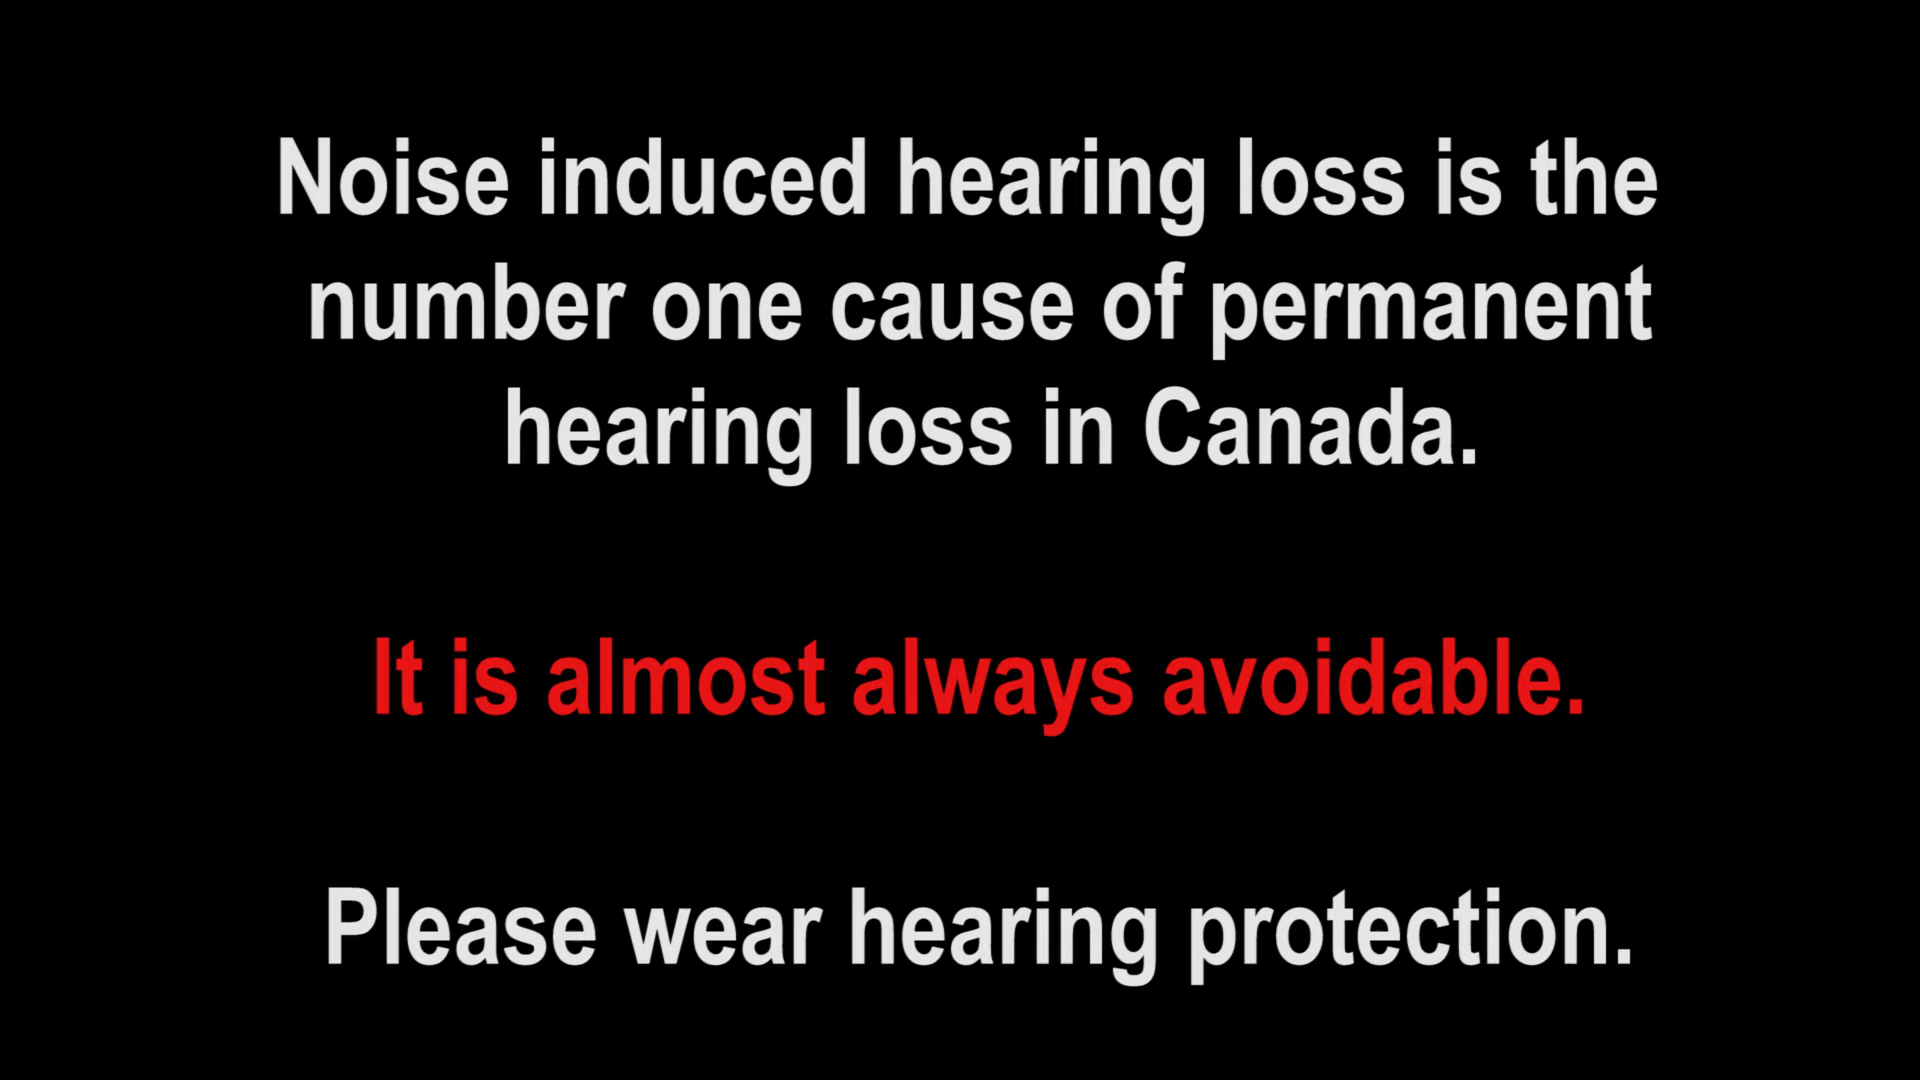 Noise induced hearing loss is the
number one cause of permanent
hearing loss in Canada.
It is almost always avoidable.
Please wear hearing protection.